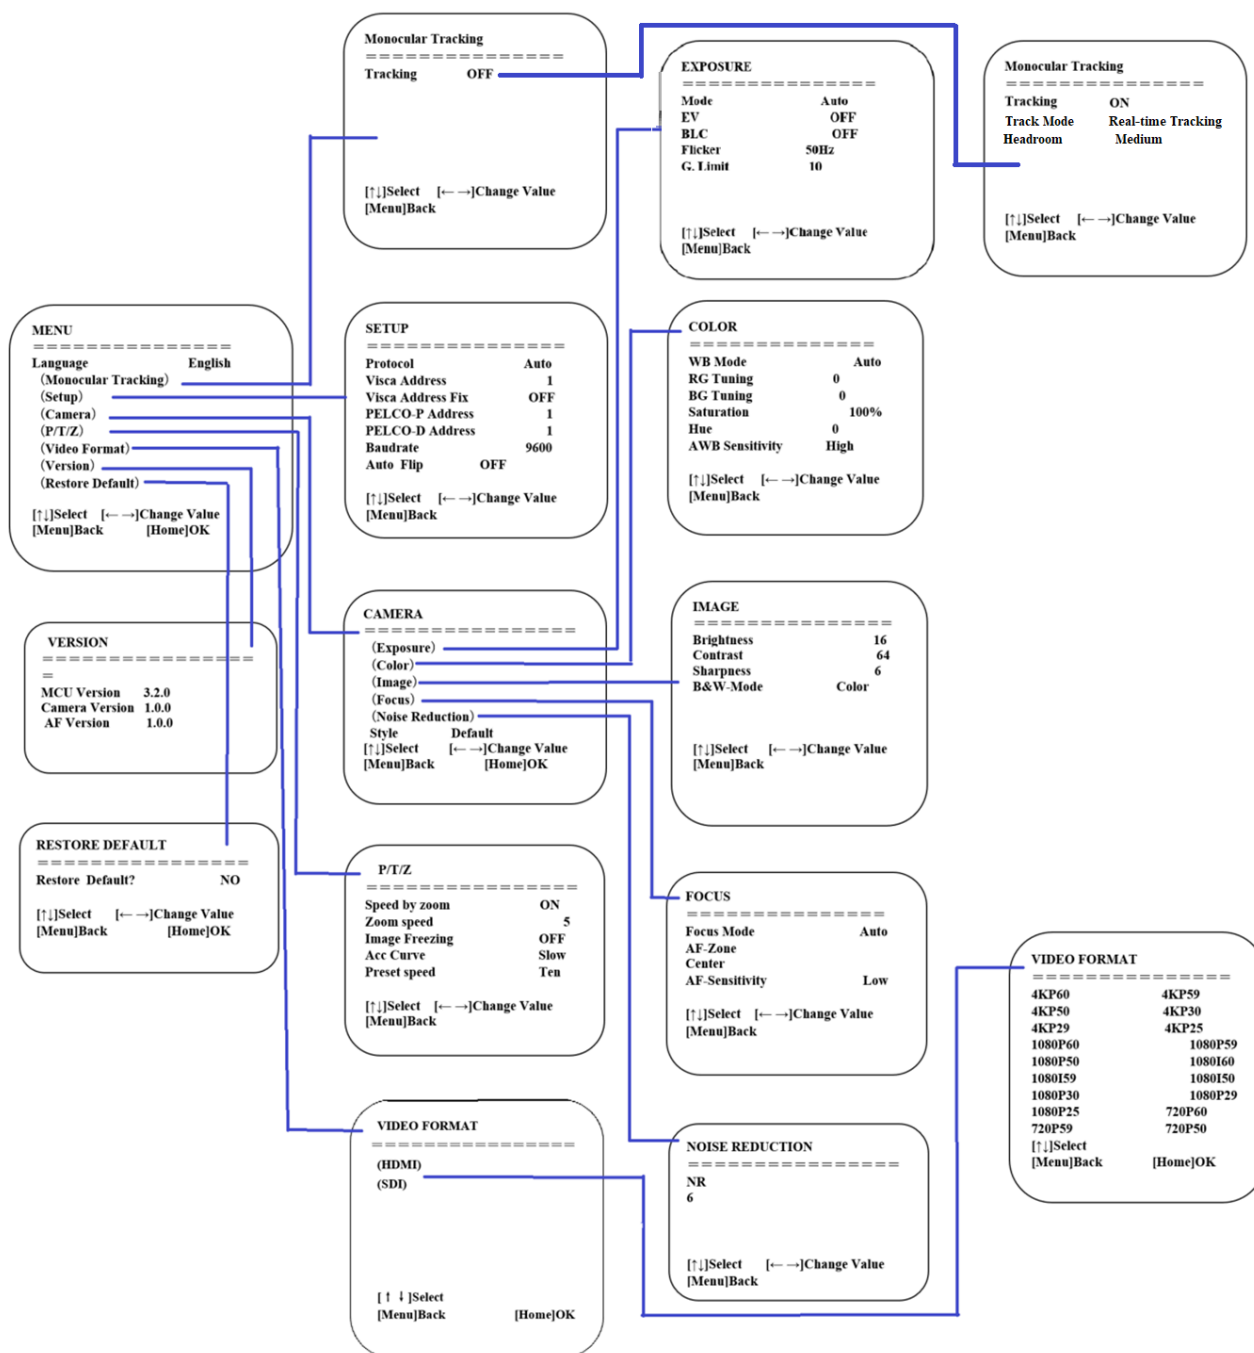 Monocular Tracking
===============
Tracking OFF
[↑↓]Select [← →]Change Value
[Menu]Back
EXPOSURE
===============
Mode Auto
EV OFF
BLC OFF
Flicker 50Hz
G. Limit 10
[↑↓]Select [← →]Change Value
[Menu]Back
Monocular Tracking
===============
Tracking ON
Track Mode Real-time Tracking
Headroom Medium
[↑↓]Select [← →]Change Value
[Menu]Back
MENU
===============
Language English
(Monocular Tracking)
(Setup)
(Camera)
(P/T/Z)
(Video Format)
(Version)
(Restore Default)
[↑↓]Select [← →]Change Value
[Menu]Back [Home]OK
SETUP
===============
Protocol Auto
Visca Address 1
Visca Address Fix OFF
PELCO-P Address 1
PELCO-D Address 1
Baudrate 9600
Auto Flip OFF
[↑↓]Select [← →]Change Value
[Menu]Back
COLOR
==============
WB Mode Auto
RG Tuning 0
BG Tuning 0
Saturation 100%
Hue 0
AWB Sensitivity High
[↑↓]Select [← →]Change Value
[Menu]Back
VERSION
================
=
MCU Version 3.2.0
Camera Version 1.0.0
AF Version 1.0.0
CAMERA
================
(Exposure)
(Color)
(Image)
(Focus)
(Noise Reduction)
Style Default
[↑↓]Select [← →]Change Value
[Menu]Back [Home]OK
IMAGE
===============
Brightness 16
Contrast 64
Sharpness 6
B&W-Mode Color
[↑↓]Select [← →]Change Value
[Menu]Back
RESTORE DEFAULT
================
Restore Default? NO
[↑↓]Select [← →]Change Value
[Menu]Back [Home]OK
P/T/Z
================
Speed by zoom ON
Zoom speed 5
Image Freezing OFF
Acc Curve Slow
Preset speed Ten
[↑↓]Select [← →]Change Value
[Menu]Back
FOCUS
===============
Focus Mode Auto
AF-Zone
Center
AF-Sensitivity Low
[↑↓]Select [← →]Change Value
[Menu]Back
VIDEO FORMAT
===============
4KP60 4KP59
4KP50 4KP30
4KP29 4KP25
1080P60 1080P59
1080P50 1080I60
1080I59 1080I50
1080P30 1080P29
1080P25 720P60
720P59 720P50
[↑↓]Select
[Menu]Back [Home]OK
VIDEO FORMAT
===============
(HDMI)
(SDI)
[↑↓]Select
[Menu]Back [Home]OK
NOISE REDUCTION
================
NR
6
[↑↓]Select [← →]Change Value
[Menu]Back